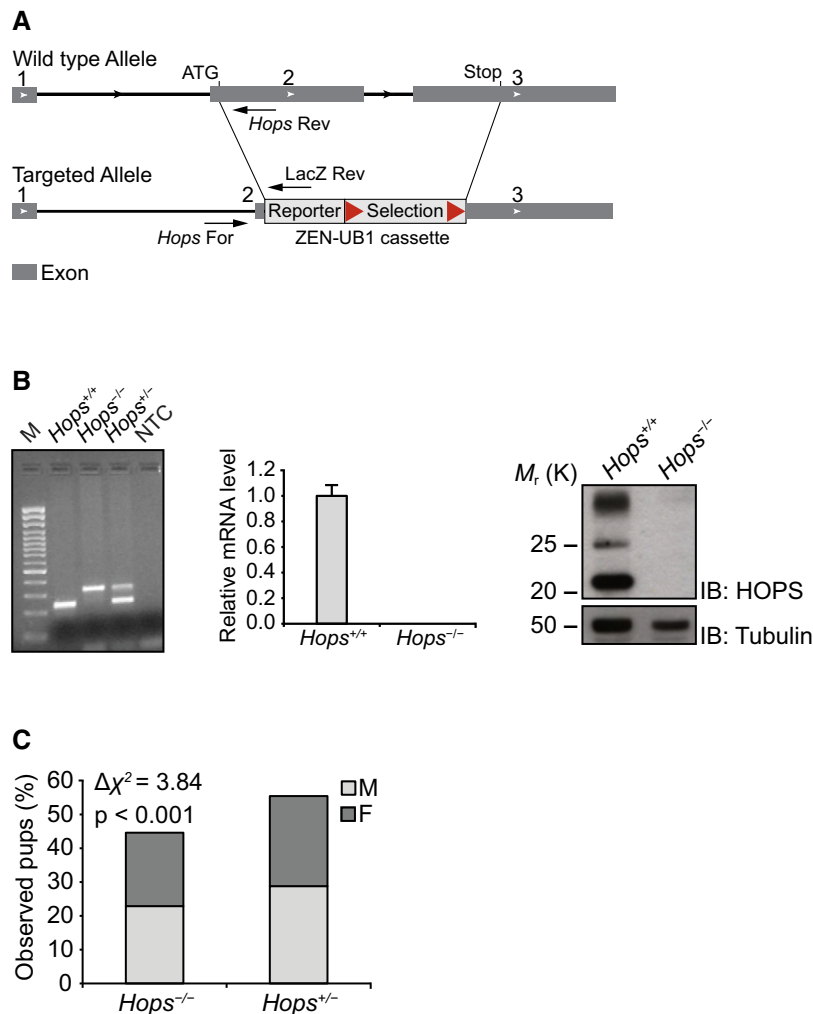 A
Wild type Allele
1
ATG
2
Stop
3
Hops Rev
Targeted Allele
1
2
LacZ Rev
Reporter
Selection
3
Hops For
ZEN-UB1 cassette
Exon
B
M
Hops+/+
Hops−/−
Hops+/−
NTC
Relative mRNA level
1.2
1.0
0.8
0.6
0.4
0.2
0.0
Hops+/+
Hops−/−
Mr (K)
Hops+/+
Hops−/−
25
20
IB: HOPS
50
IB: Tubulin
C
Observed pups (%)
60
50
40
30
20
10
0
Δχ² = 3.84
p < 0.001
M
F
Hops−/−
Hops+/−